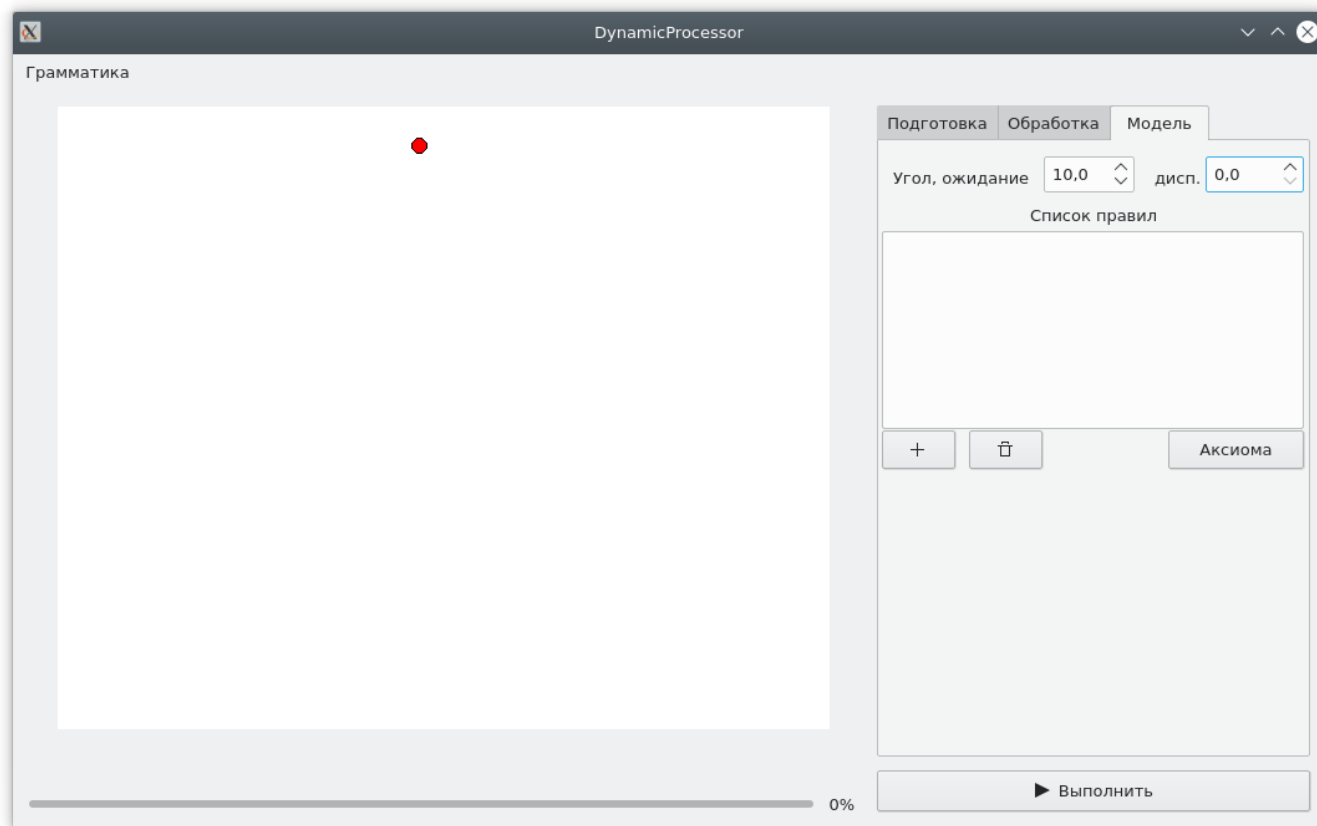 DynamicProcessor
Грамматика
Подготовка Обработка Модель
Угол, ожидание 10,0 дисп. 0,0
Список правил
+ Аксиома
0% Выполнить